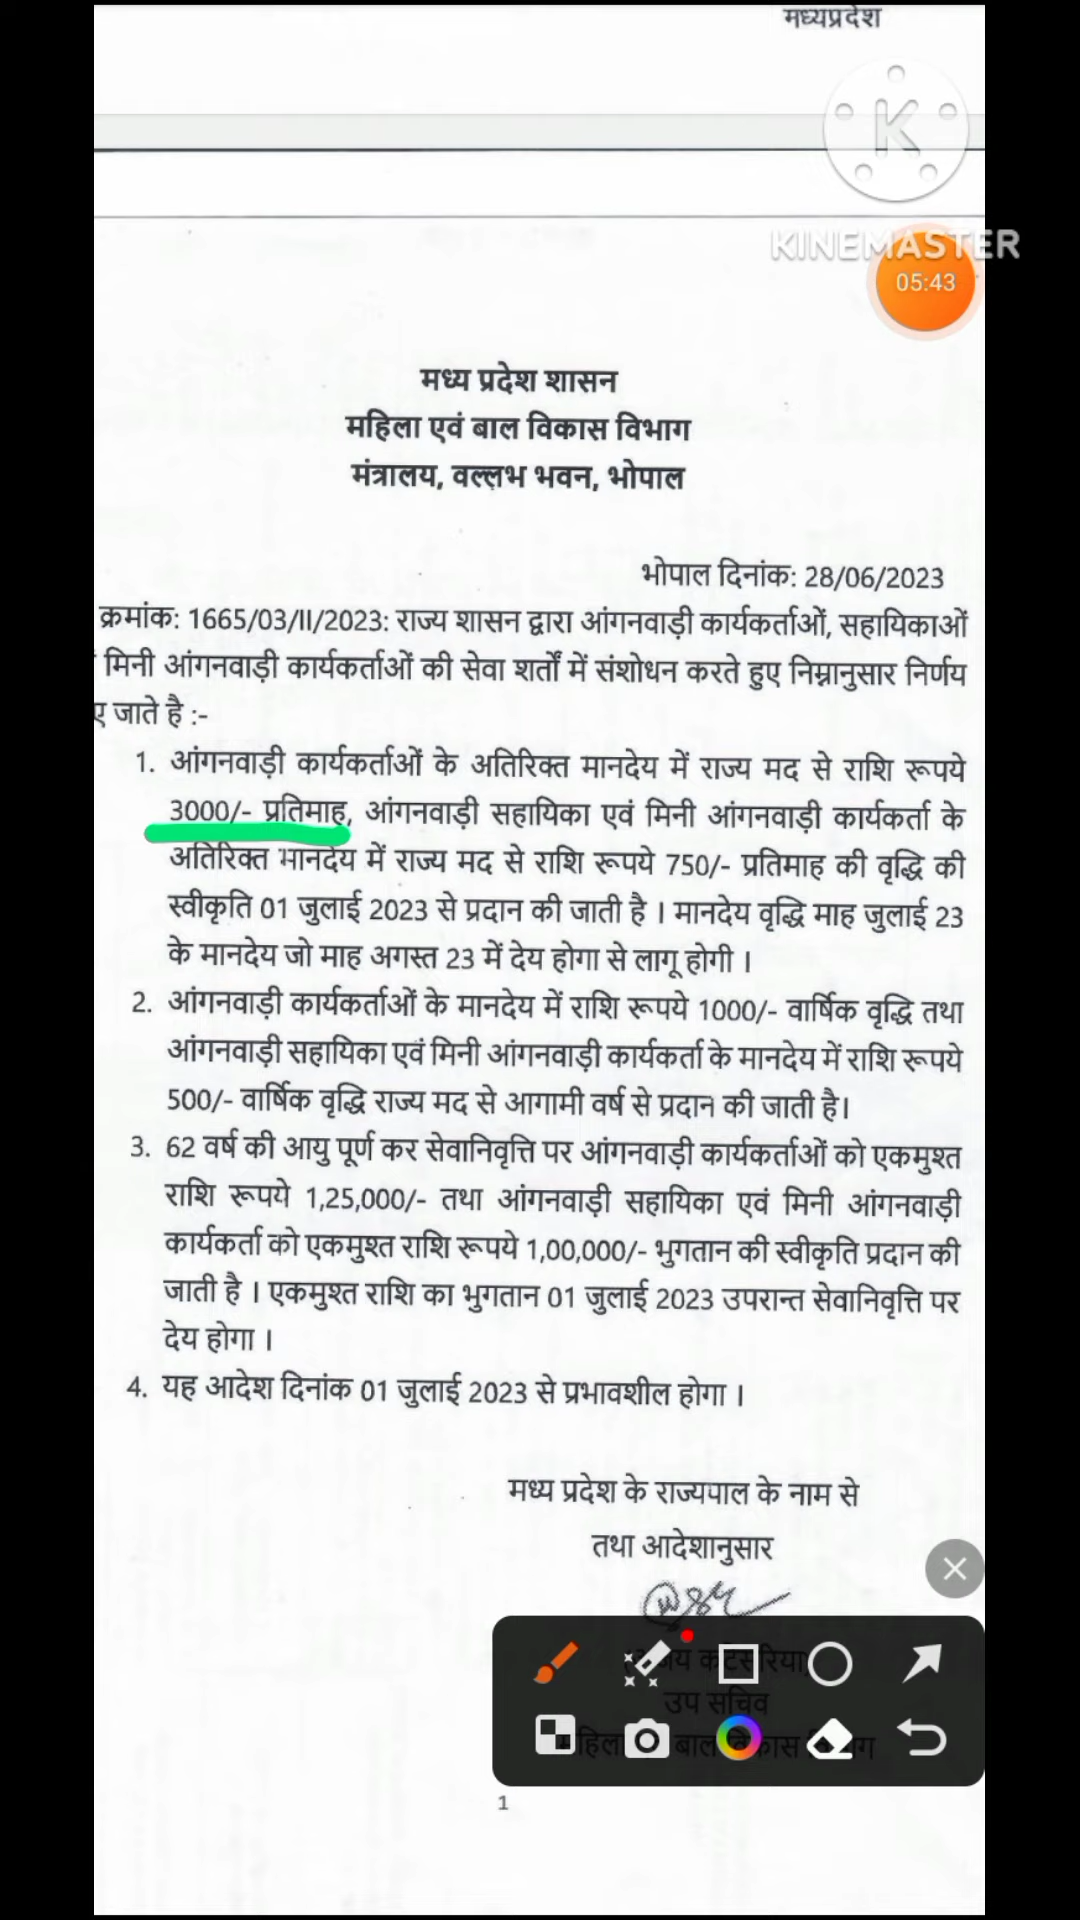 मध्यप्रदेश
K
KINEMASTER
05:43
मध्य प्रदेश शासन
महिला एवं बाल विकास विभाग
मंत्रालय, वल्लभ भवन, भोपाल
भोपाल दिनांक: 28/06/2023
क्रमांक: 1665/03/II/2023: राज्य शासन द्वारा आंगनवाड़ी कार्यकर्ताओं, सहायिकाओं
मिनी आंगनवाड़ी कार्यकर्ताओं की सेवा शर्तों में संशोधन करते हुए निम्नानुसार निर्णय
ए जाते है :-
1. आंगनवाड़ी कार्यकर्ताओं के अतिरिक्त मानदेय में राज्य मद से राशि रूपये
3000/- प्रतिमाह, आंगनवाड़ी सहायिका एवं मिनी आंगनवाड़ी कार्यकर्ता के
अतिरिक्त मानदेय में राज्य मद से राशि रूपये 750/- प्रतिमाह की वृद्धि की
स्वीकृति 01 जुलाई 2023 से प्रदान की जाती है । मानदेय वृद्धि माह जुलाई 23
के मानदेय जो माह अगस्त 23 में देय होगा से लागू होगी ।
2. आंगनवाड़ी कार्यकर्ताओं के मानदेय में राशि रूपये 1000/- वार्षिक वृद्धि तथा
आंगनवाड़ी सहायिका एवं मिनी आंगनवाड़ी कार्यकर्ता के मानदेय में राशि रूपये
500/- वार्षिक वृद्धि राज्य मद से आगामी वर्ष से प्रदान की जाती है।
3. 62 वर्ष की आयु पूर्ण कर सेवानिवृत्ति पर आंगनवाड़ी कार्यकर्ताओं को एकमुश्त
राशि रूपये 1,25,000/- तथा आंगनवाड़ी सहायिका एवं मिनी आंगनवाड़ी
कार्यकर्ता को एकमुश्त राशि रूपये 1,00,000/- भुगतान की स्वीकृति प्रदान की
जाती है । एकमुश्त राशि का भुगतान 01 जुलाई 2023 उपरान्त सेवानिवृत्ति पर
देय होगा ।
4. यह आदेश दिनांक 01 जुलाई 2023 से प्रभावशील होगा ।
मध्य प्रदेश के राज्यपाल के नाम से
तथा आदेशानुसार
उप सचिव
बाल विकास
1